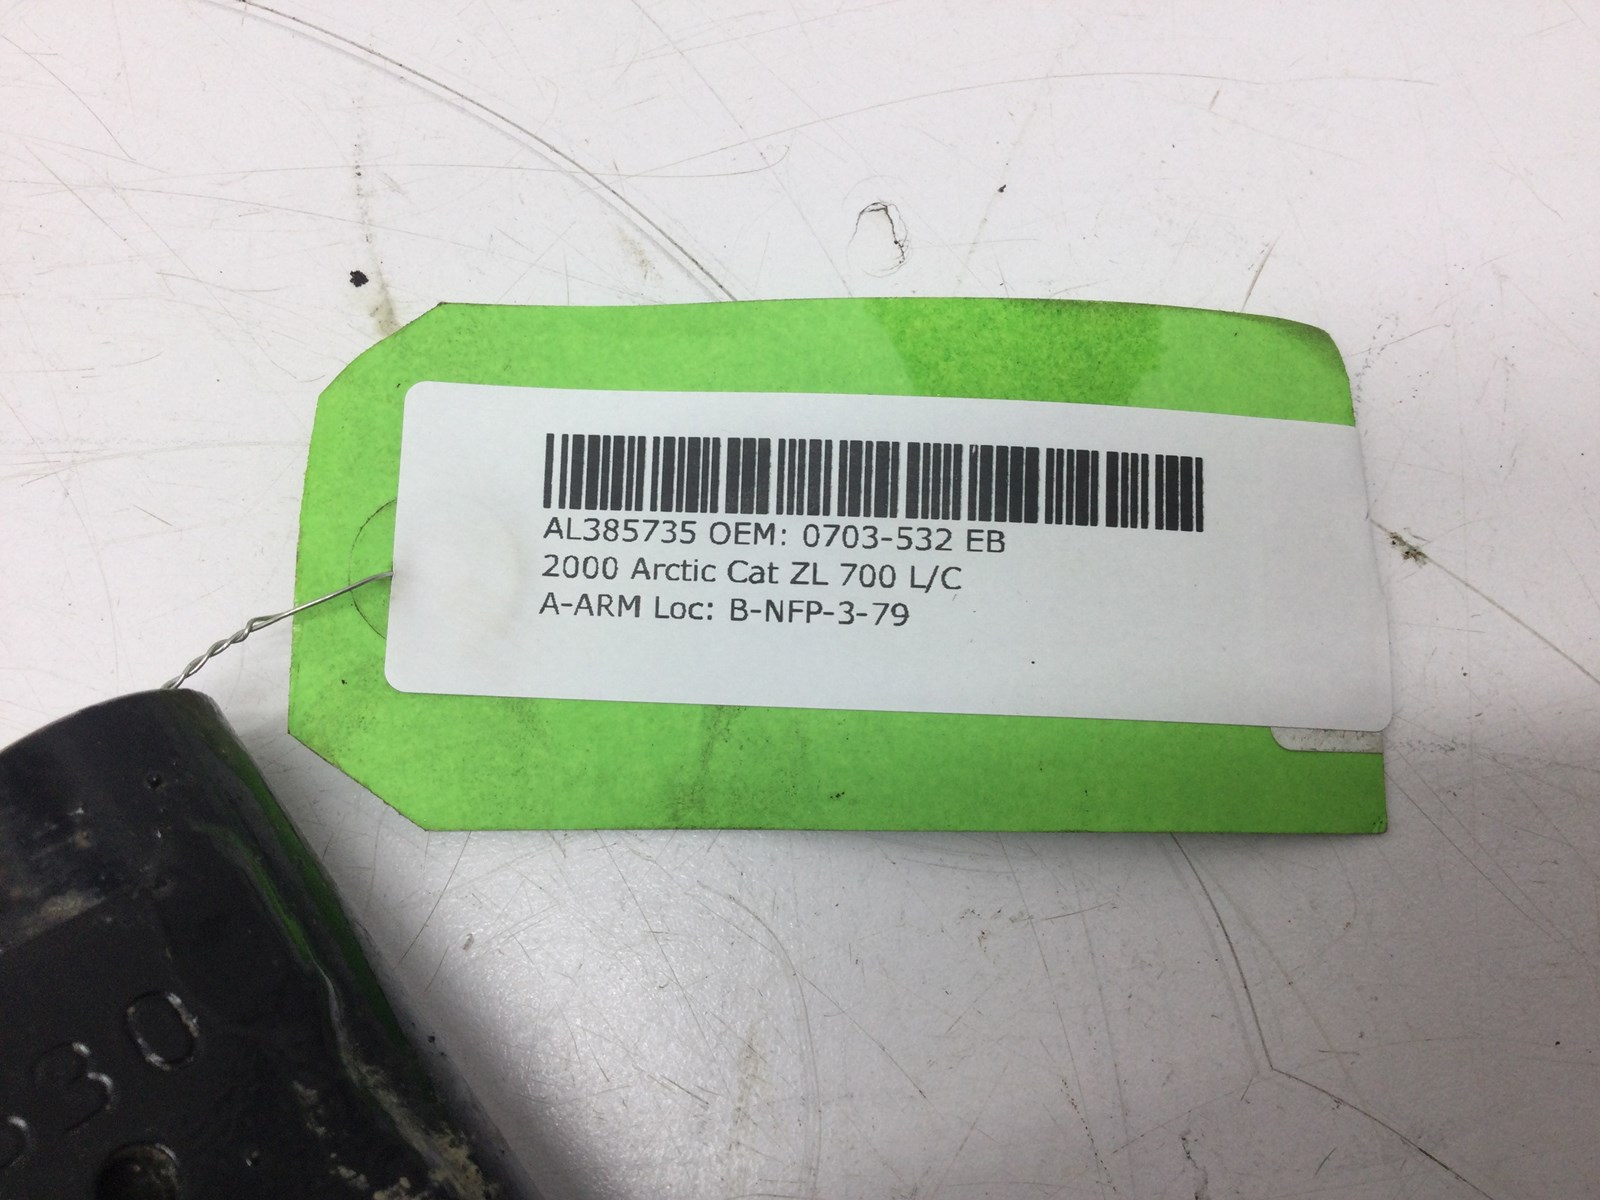 AL385735 OEM: 0703-532 EB
2000 Arctic Cat ZL 700 L/C
A-ARM Loc: B-NFP-3-79